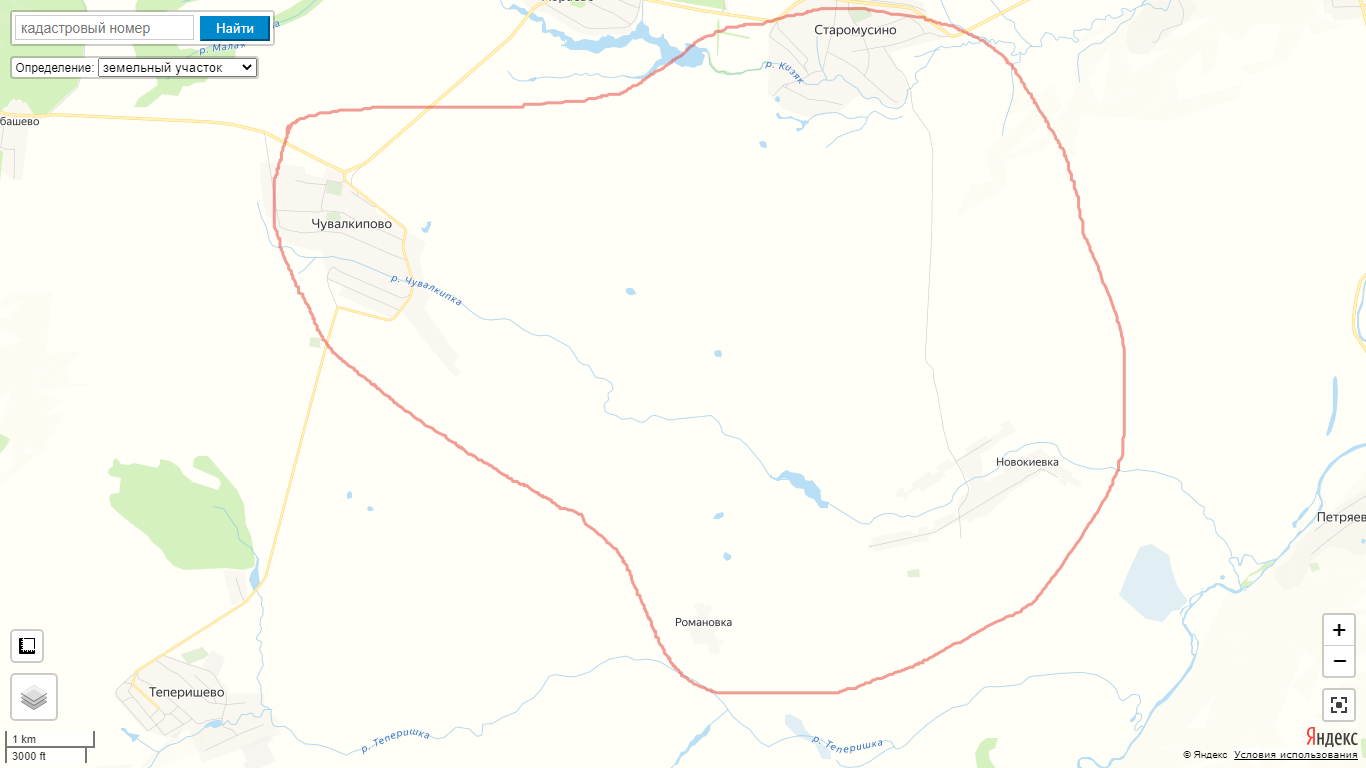 кадастровый номер
Найти
Определение: земельный участок
Старомусино
р. Кизяк
башево
Чувалкипово
р. Чувалкипка
Новокиевка
Петряев
Романовка
Теперишево
р. Теперишка
р. Теперишка
+
−
1 km
3000 ft
Яндекс
© Яндекс Условия использования